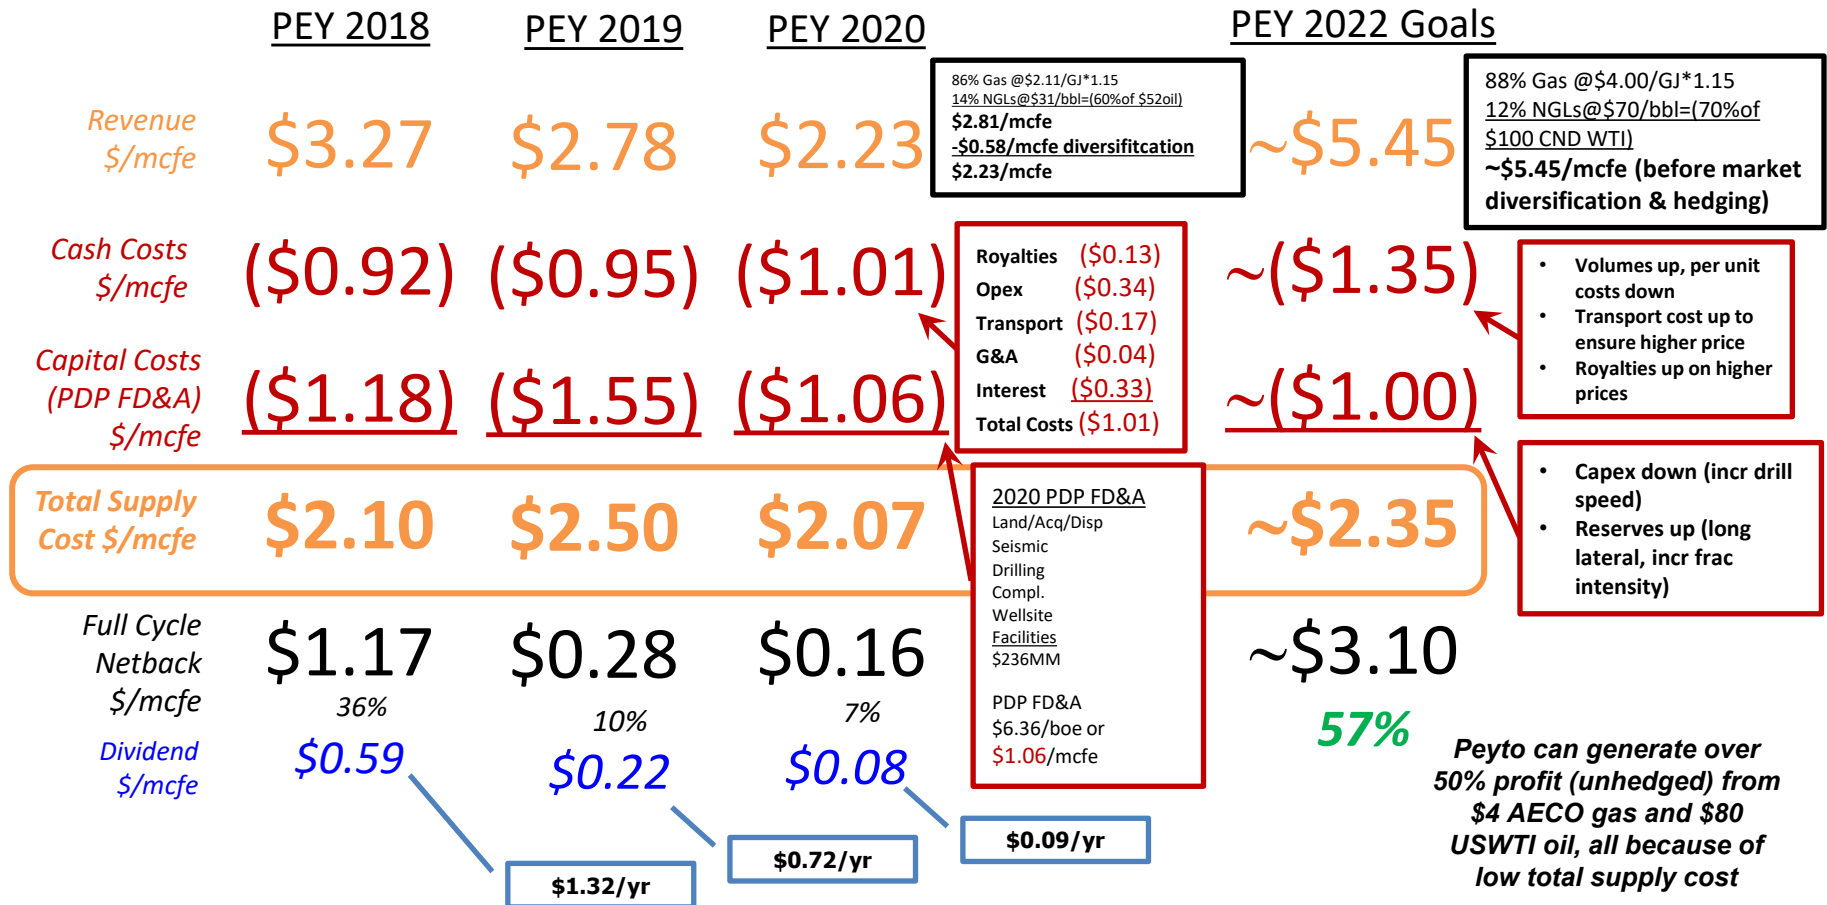 PEY 2018 PEY 2019 PEY 2020 PEY 2022 Goals
Revenue
$/mcfe
$3.27 $2.78 $2.23
86% Gas @$2.11/GJ*1.15
14% NGLs@$31/bbl=(60%of $52oil)
$2.81/mcfe
-$0.58/mcfe diversifitcation
$2.23/mcfe
~$5.45
88% Gas @$4.00/GJ*1.15
12% NGLs@$70/bbl=(70%of
$100 CND WTI)
~$5.45/mcfe (before market
diversification & hedging)
Cash Costs
$/mcfe
($0.92) ($0.95) ($1.01)
Royalties ($0.13)
Opex ($0.34)
Transport ($0.17)
G&A ($0.04)
Interest ($0.33)
Total Costs ($1.01)
~($1.35)
• Volumes up, per unit
costs down
• Transport cost up to
ensure higher price
• Royalties up on higher
prices
Capital Costs
(PDP FD&A)
$/mcfe
($1.18) ($1.55) ($1.06) ~($1.00)
• Capex down (incr drill
speed)
• Reserves up (long
lateral, incr frac
intensity)
Total Supply
Cost $/mcfe
$2.10 $2.50 $2.07 ~$2.35
2020 PDP FD&A
Land/Acq/Disp
Seismic
Drilling
Compl.
Wellsite
Facilities
$236MM
PDP FD&A
$6.36/boe or
$1.06/mcfe
Full Cycle
Netback
$/mcfe
$1.17 $0.28 $0.16 ~$3.10
36% 10% 7% 57%
Dividend
$/mcfe
$0.59 $0.22 $0.08
$1.32/yr
$0.72/yr
$0.09/yr
Peyto can generate over
50% profit (unhedged) from
$4 AECO gas and $80
USWTI oil, all because of
low total supply cost